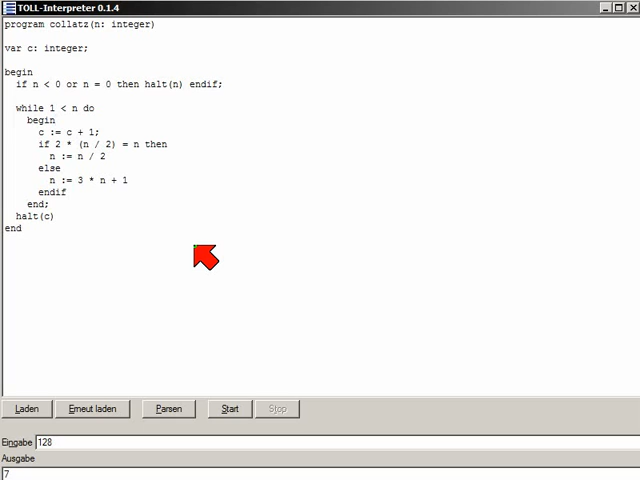 TOLL-Interpreter 0.1.4
program collatz(n: integer)
var c: integer;
begin
if n < 0 or n = 0 then halt(n) endif;
while 1 < n do
begin
c := c + 1;
if 2 * (n / 2) = n then
n := n / 2
else
n := 3 * n + 1
endif
end;
halt(c)
end
Laden Erneut laden Parsen Start Stop
Eingabe 128
Ausgabe
7